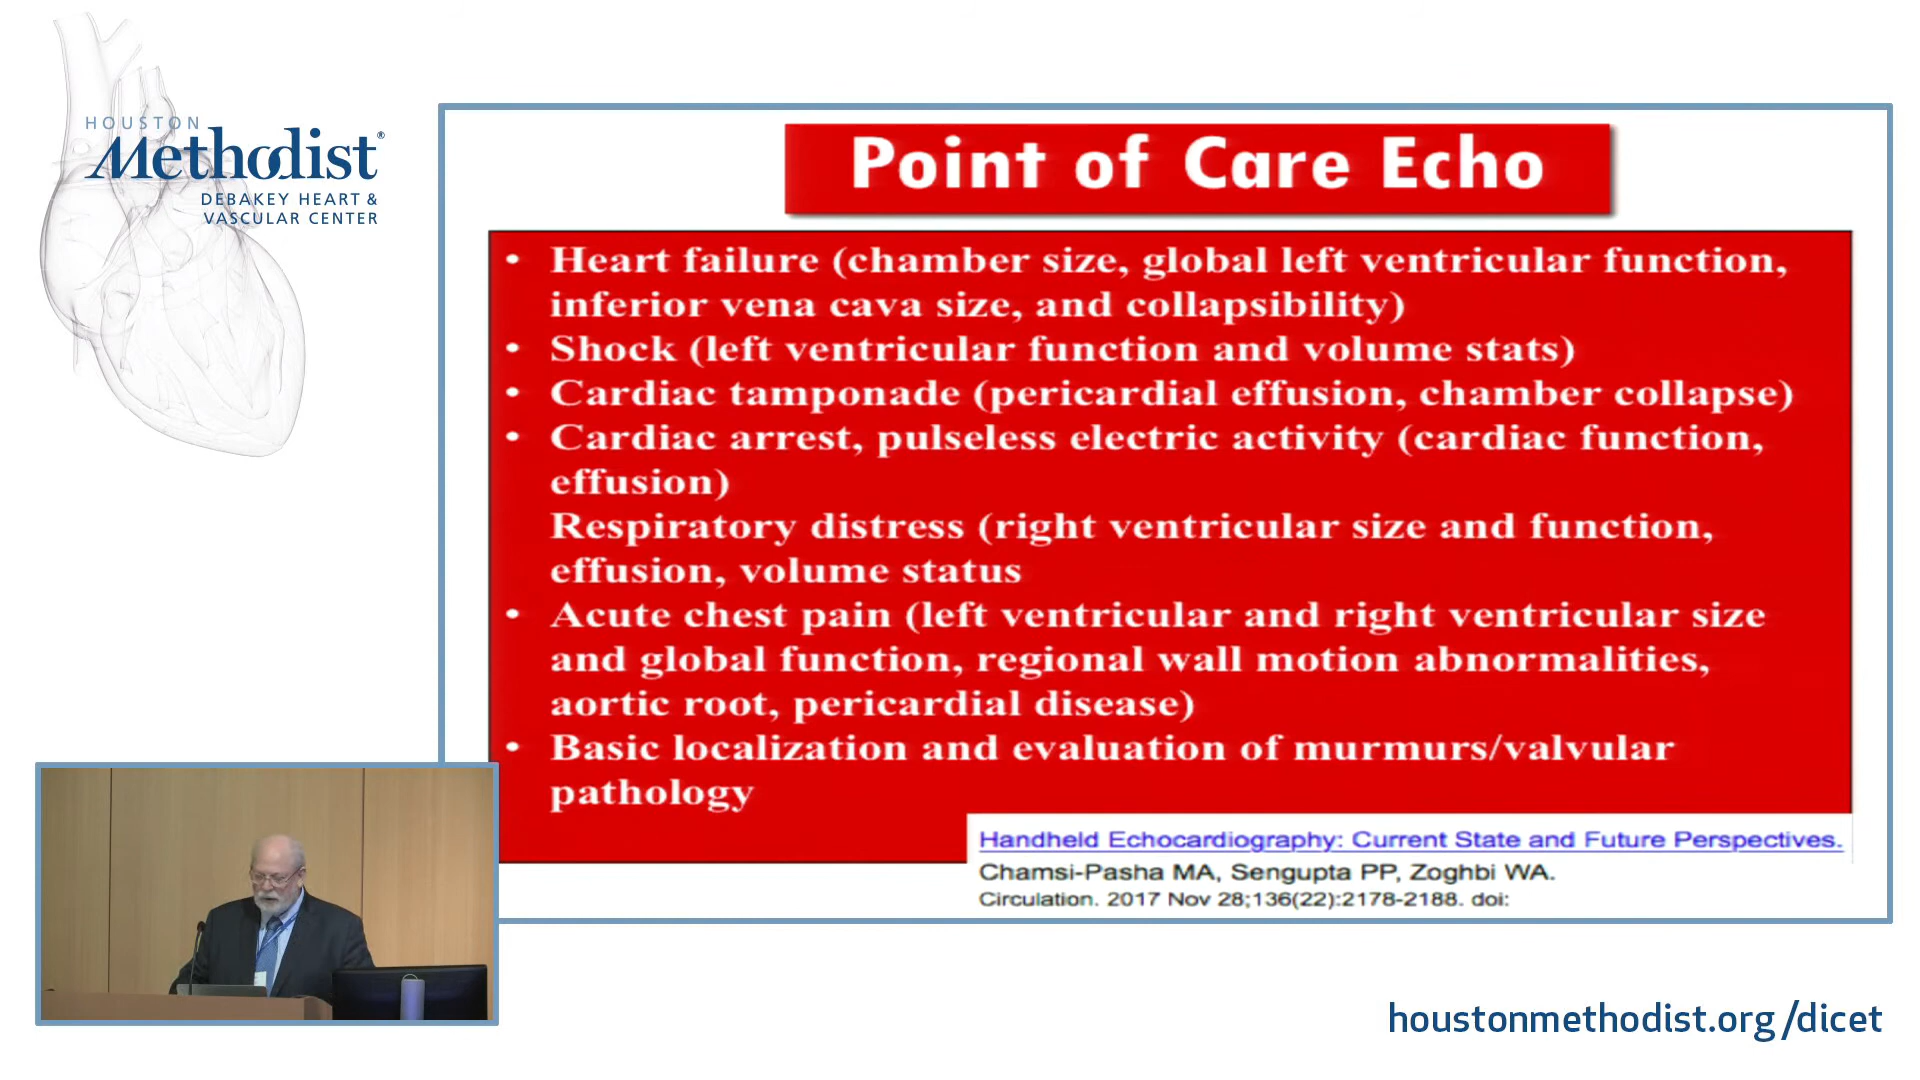 HOUSTON
Methodist®
DEBAKEY HEART &
VASCULAR CENTER
Point of Care Echo
• Heart failure (chamber size, global left ventricular function,
inferior vena cava size, and collapsibility)
• Shock (left ventricular function and volume stats)
• Cardiac tamponade (pericardial effusion, chamber collapse)
• Cardiac arrest, pulseless electric activity (cardiac function,
effusion)
Respiratory distress (right ventricular size and function,
effusion, volume status
• Acute chest pain (left ventricular and right ventricular size
and global function, regional wall motion abnormalities,
aortic root, pericardial disease)
• Basic localization and evaluation of murmurs/valvular
pathology
Handheld Echocardiography: Current State and Future Perspectives.
Chamsi-Pasha MA, Sengupta PP, Zoghbi WA.
Circulation. 2017 Nov 28;136(22):2178-2188. doi:
houstonmethodist.org/dicet